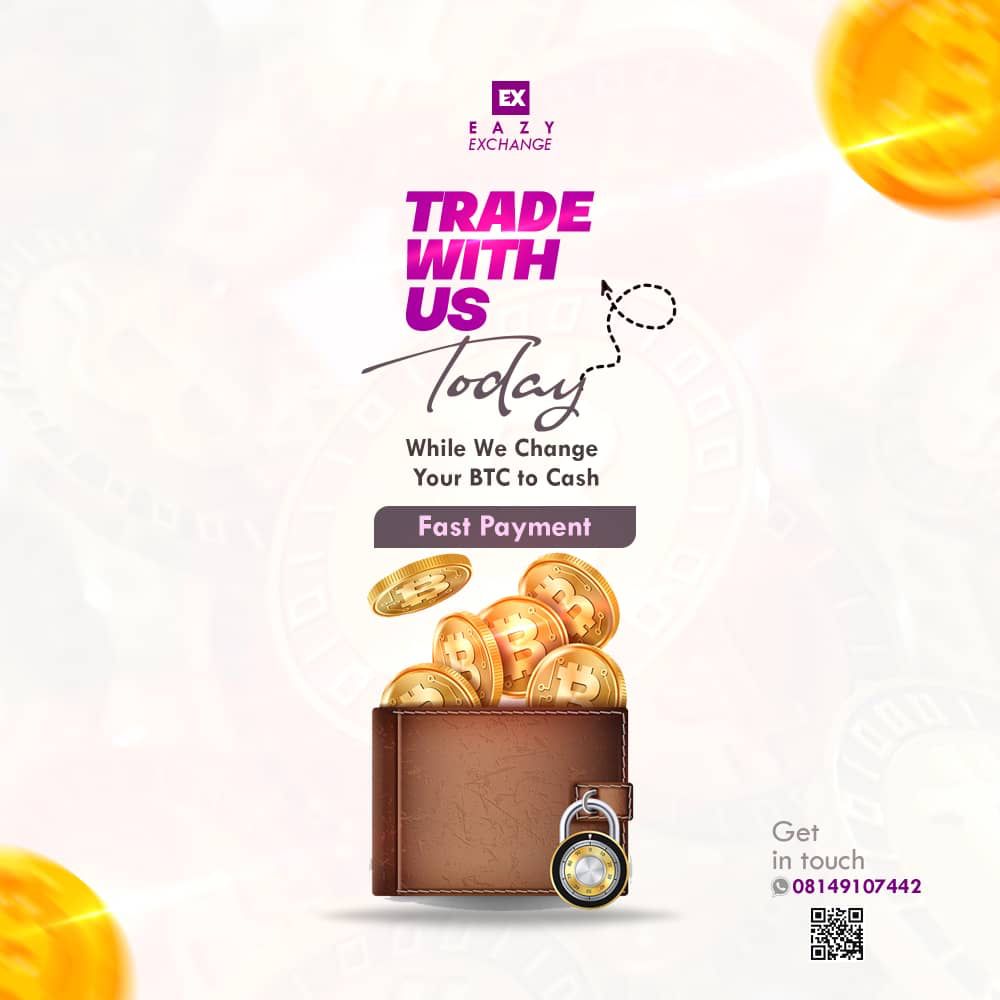 EX
EAZY
EXCHANGE
TRADE
WITH
US
Today
While We Change
Your BTC to Cash
Fast Payment
Get
in touch
08149107442